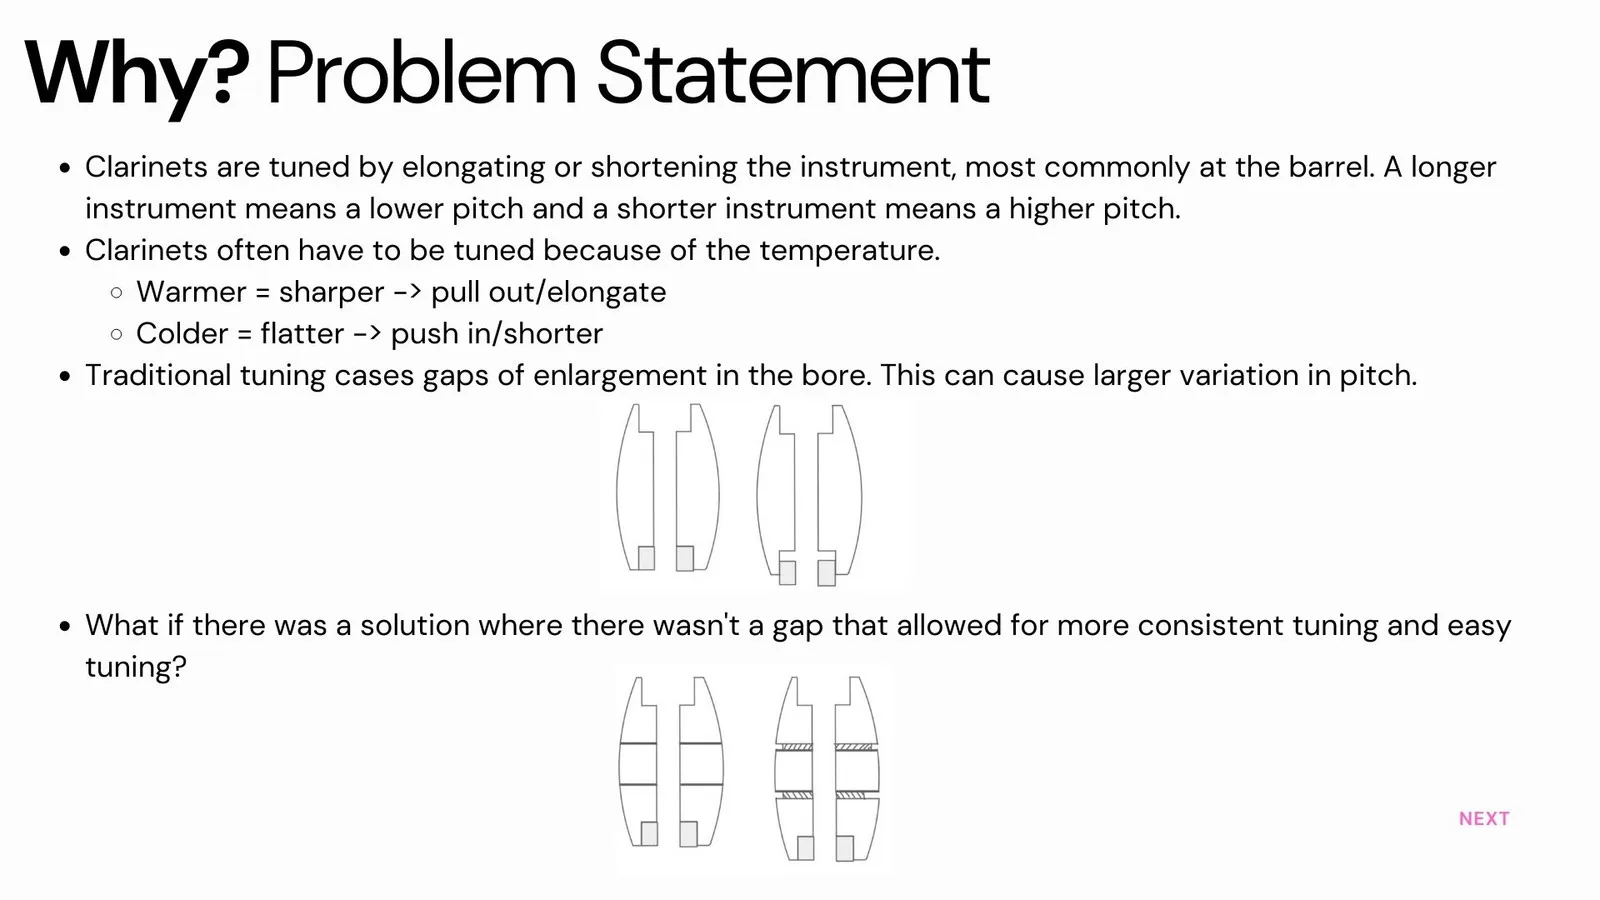 Why? Problem Statement
• Clarinets are tuned by elongating or shortening the instrument, most commonly at the barrel. A longer
instrument means a lower pitch and a shorter instrument means a higher pitch.
• Clarinets often have to be tuned because of the temperature.
○ Warmer = sharper -> pull out/elongate
○ Colder = flatter -> push in/shorter
• Traditional tuning cases gaps of enlargement in the bore. This can cause larger variation in pitch.
• What if there was a solution where there wasn't a gap that allowed for more consistent tuning and easy
tuning?
NEXT